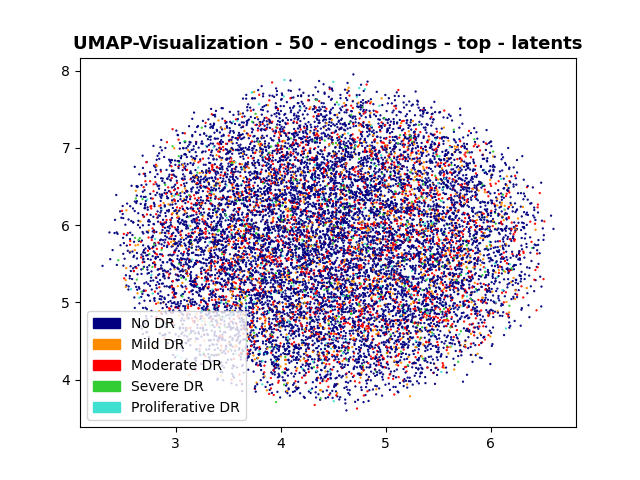 UMAP-Visualization - 50 - encodings - top - latents
8
7
6
5
4
3 4 5 6
No DR
Mild DR
Moderate DR
Severe DR
Proliferative DR